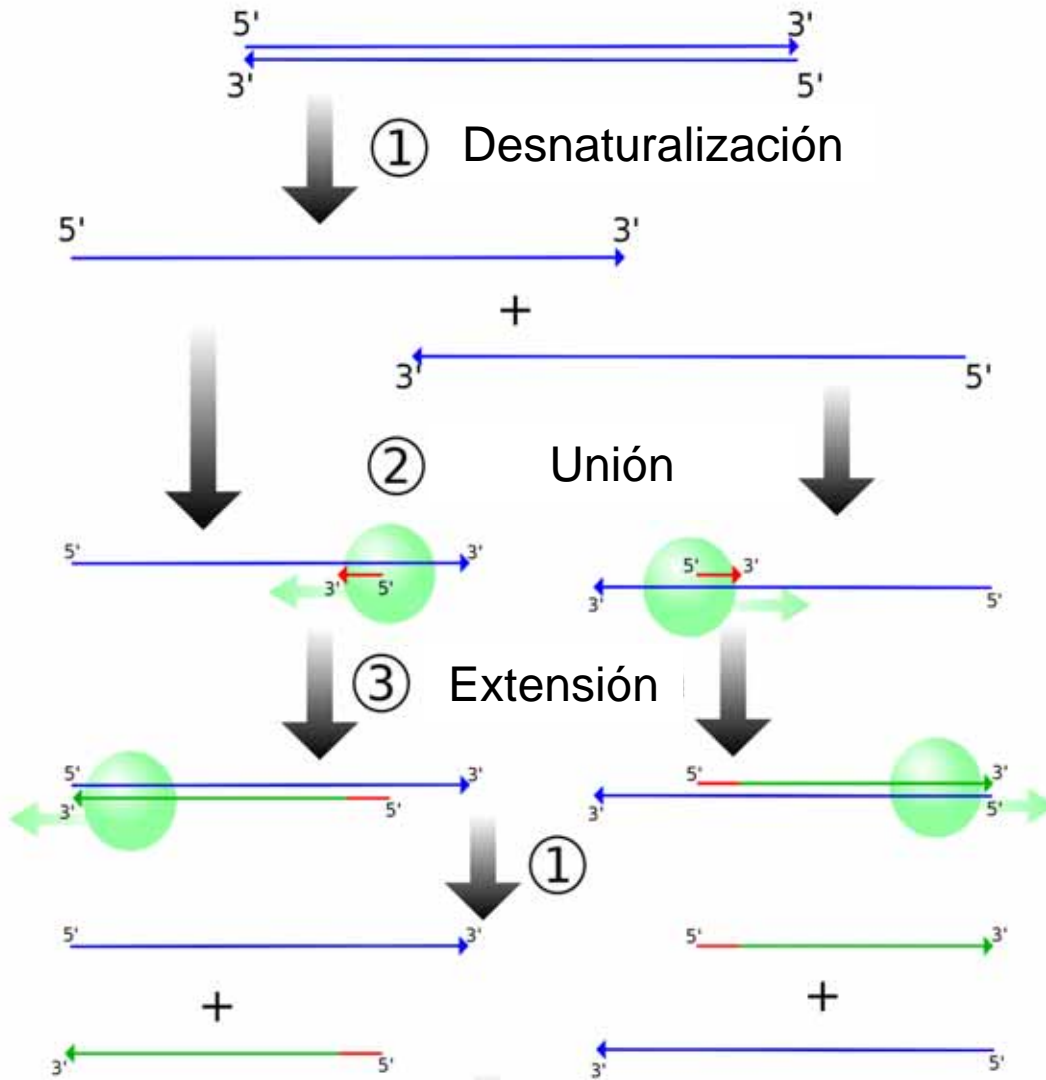 5' 3'
3' 5'
① Desnaturalización
5' 3'
+
3' 5'
② Unión
5' 3' 5' 3'
3' 5' 3' 5'
③ Extensión
5' 3' 5' 3'
3' 5' 3' 5'
①
5' 3' 5' 3'
+ +
3' 5' 3' 5'